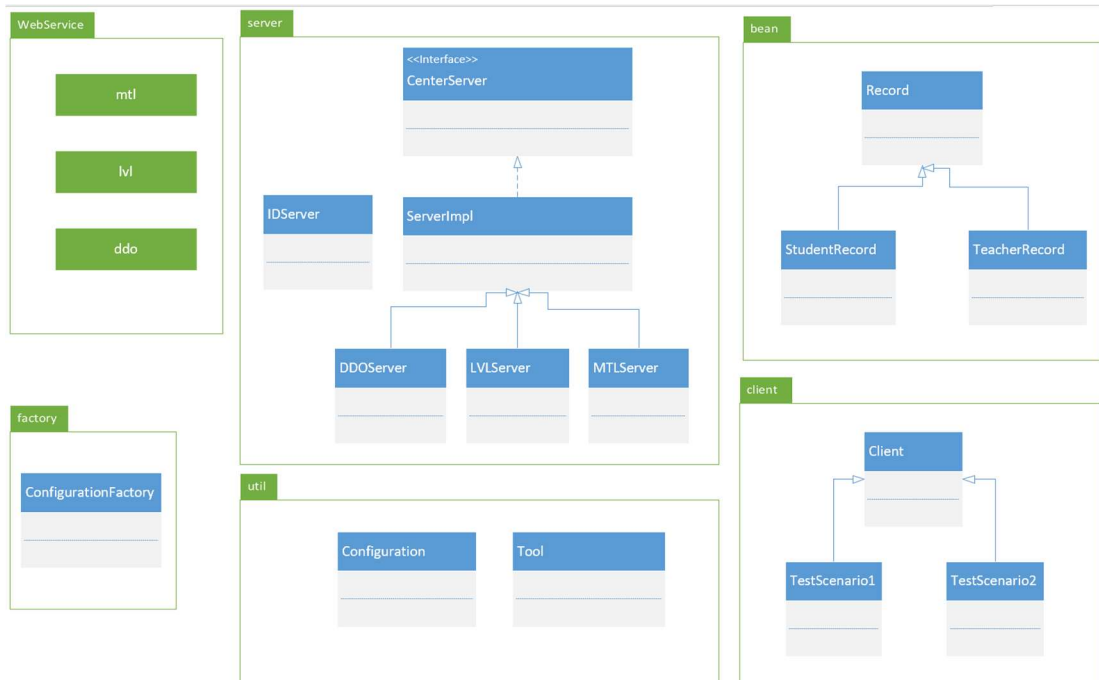 WebService
mtl
lvl
ddo
server
<<Interface>>
CenterServer
IDServer
ServerImpl
DDOServer
LVLServer
MTLServer
bean
Record
StudentRecord
TeacherRecord
factory
ConfigurationFactory
util
Configuration
Tool
client
Client
TestScenario1
TestScenario2